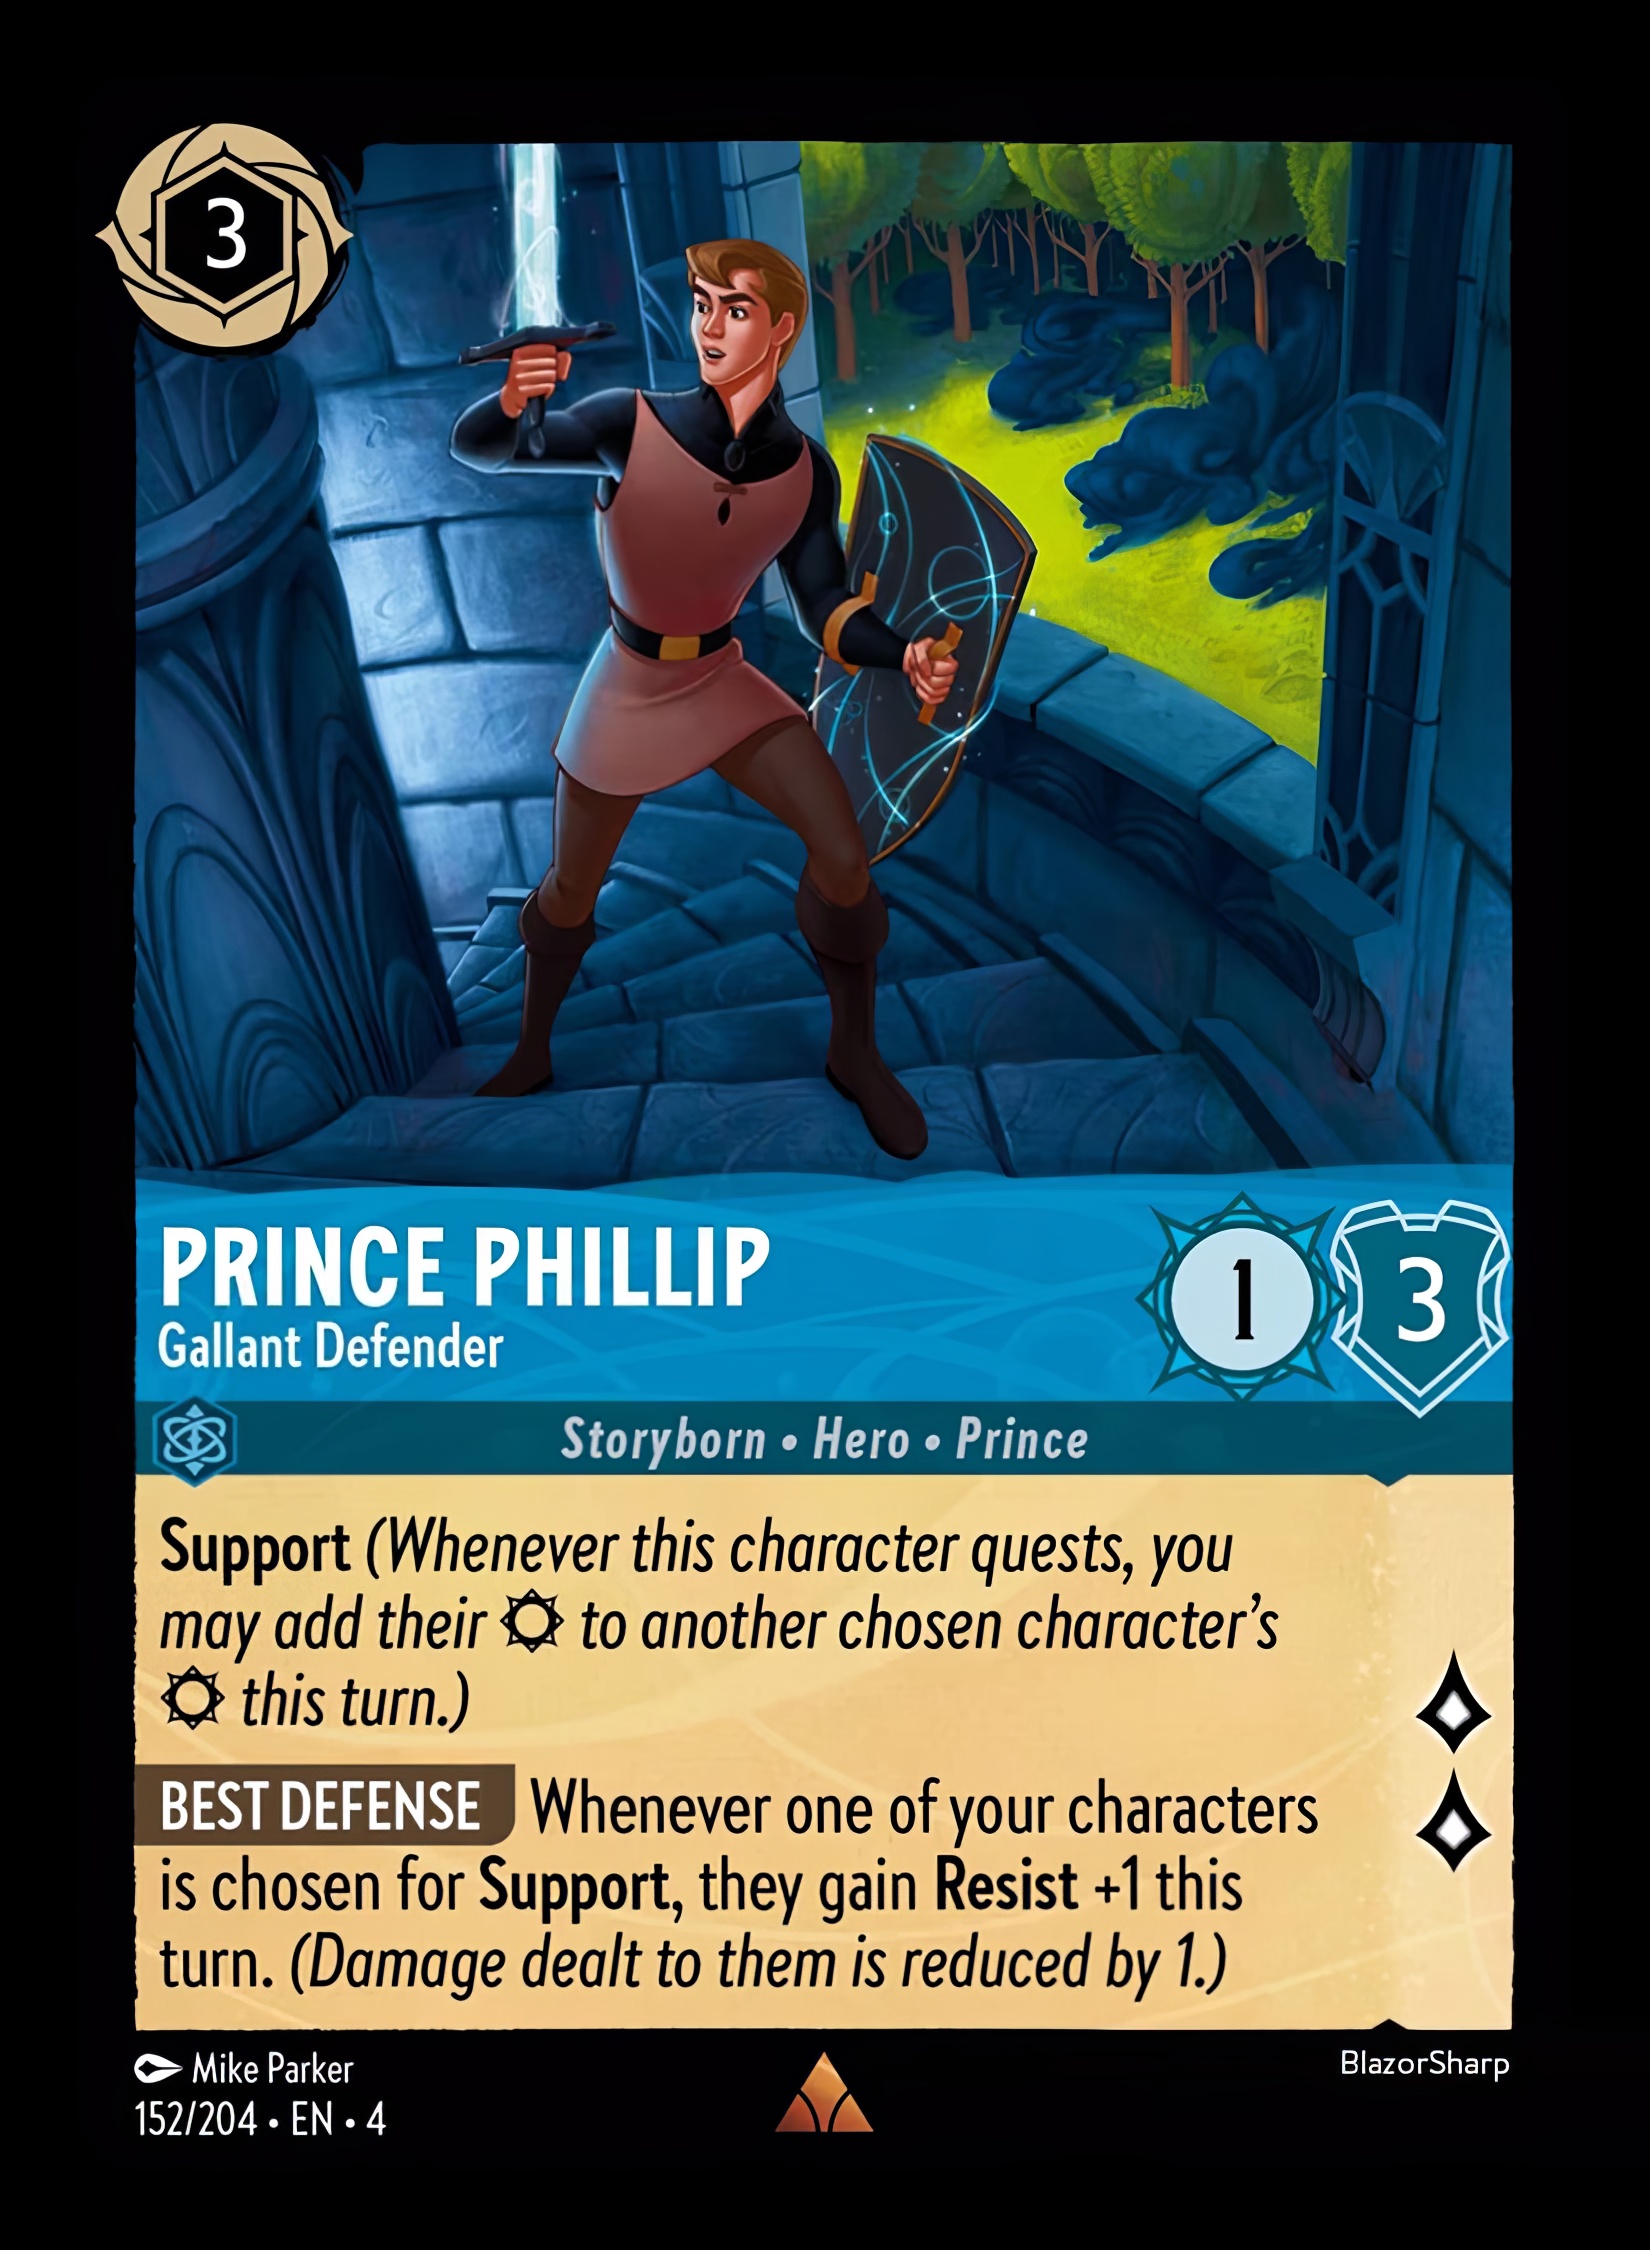 3
PRINCE PHILLIP
Gallant Defender
1
3
Storyborn • Hero • Prince
Support (Whenever this character quests, you
may add their to another chosen character's
this turn.)
BEST DEFENSE Whenever one of your characters
is chosen for Support, they gain Resist +1 this
turn. (Damage dealt to them is reduced by 1.)
Mike Parker
BlazorSharp
152/204 • EN • 4